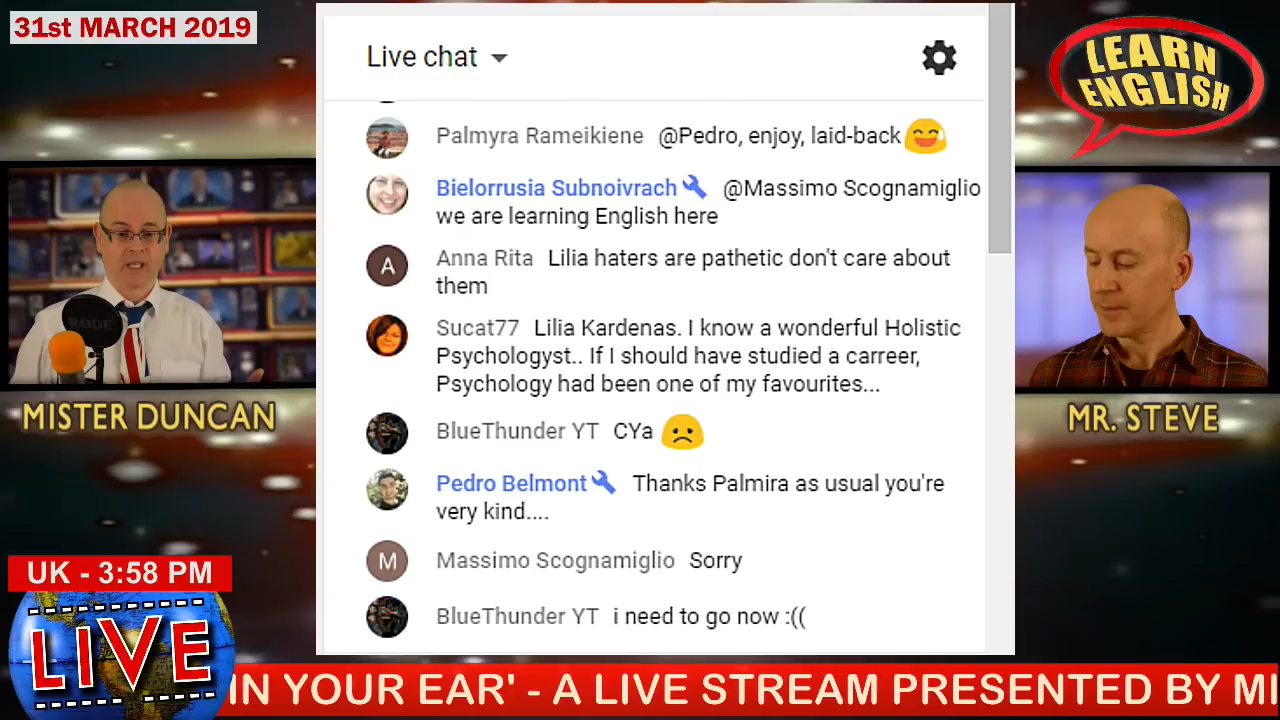 31st MARCH 2019
Live chat
LEARN
ENGLISH
Palmyra Rameikiene @Pedro, enjoy, laid-back
Bielorrusia Subnoivrach @Massimo Scognamiglio
we are learning English here
A Anna Rita Lilia haters are pathetic don't care about
them
Sucat77 Lilia Kardenas. I know a wonderful Holistic
Psychologyst.. If I should have studied a carreer,
Psychology had been one of my favourites...
BlueThunder YT CYa
Pedro Belmont Thanks Palmira as usual you're
very kind....
M Massimo Scognamiglio Sorry
BlueThunder YT i need to go now :((
RODE
MISTER DUNCAN
MR. STEVE
UK - 3:58 PM
LIVE
IN YOUR EAR' - A LIVE STREAM PRESENTED BY MI